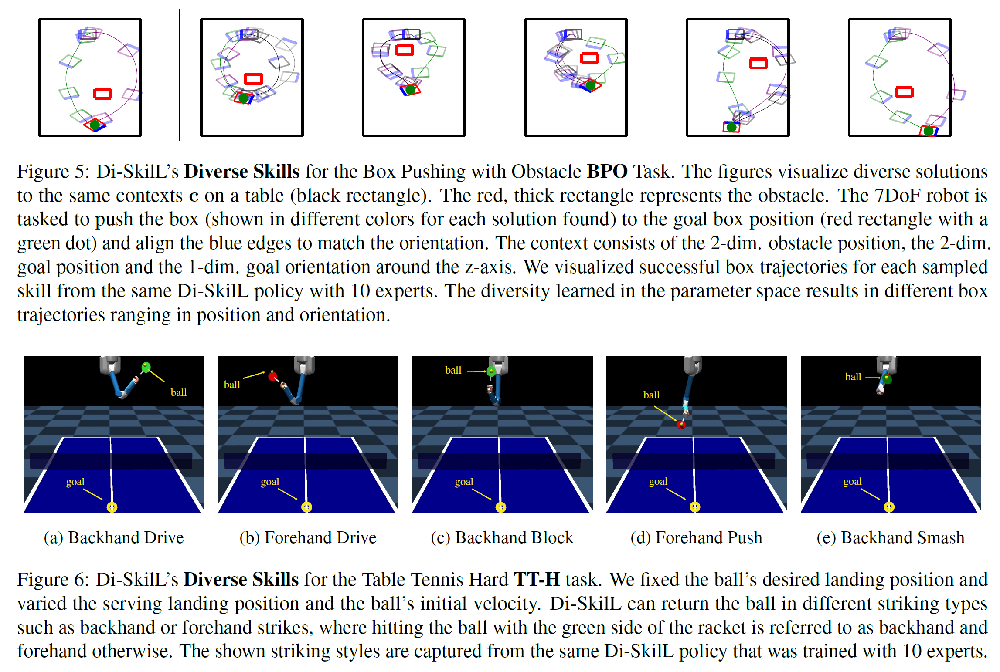 Figure 5: Di-SkilL's Diverse Skills for the Box Pushing with Obstacle BPO Task. The figures visualize diverse solutions
to the same contexts c on a table (black rectangle). The red, thick rectangle represents the obstacle. The 7DoF robot is
tasked to push the box (shown in different colors for each solution found) to the goal box position (red rectangle with a
green dot) and align the blue edges to match the orientation. The context consists of the 2-dim. obstacle position, the 2-dim.
goal position and the 1-dim. goal orientation around the z-axis. We visualized successful box trajectories for each sampled
skill from the same Di-SkilL policy with 10 experts. The diversity learned in the parameter space results in different box
trajectories ranging in position and orientation.
ball
goal
ball
goal
ball
goal
ball
goal
ball
goal
(a) Backhand Drive
(b) Forehand Drive
(c) Backhand Block
(d) Forehand Push
(e) Backhand Smash
Figure 6: Di-SkilL's Diverse Skills for the Table Tennis Hard TT-H task. We fixed the ball's desired landing position and
varied the serving landing position and the ball's initial velocity. Di-SkilL can return the ball in different striking types
such as backhand or forehand strikes, where hitting the ball with the green side of the racket is referred to as backhand and
forehand otherwise. The shown striking styles are captured from the same Di-SkilL policy that was trained with 10 experts.